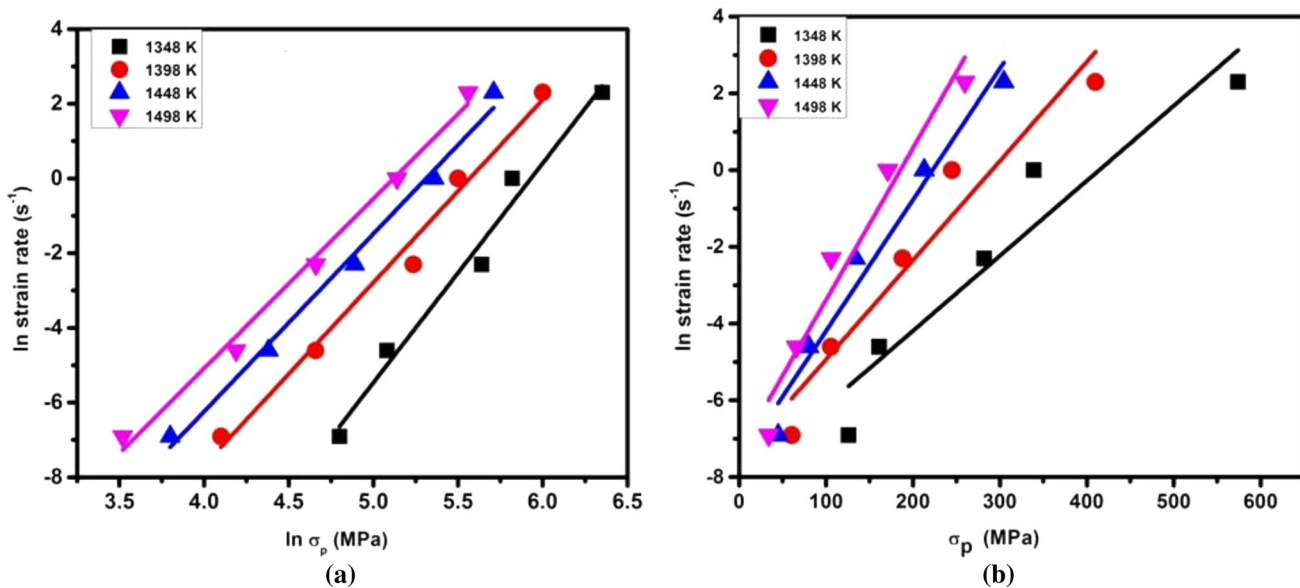 4
2
0
-2
-4
-6
-8
ln strain rate (s⁻¹)
1348 K
1398 K
1448 K
1498 K
3.5 4.0 4.5 5.0 5.5 6.0 6.5
ln σp (MPa)
(a)
4
2
0
-2
-4
-6
-8
ln strain rate (s⁻¹)
1348 K
1398 K
1448 K
1498 K
0 100 200 300 400 500 600
σp (MPa)
(b)